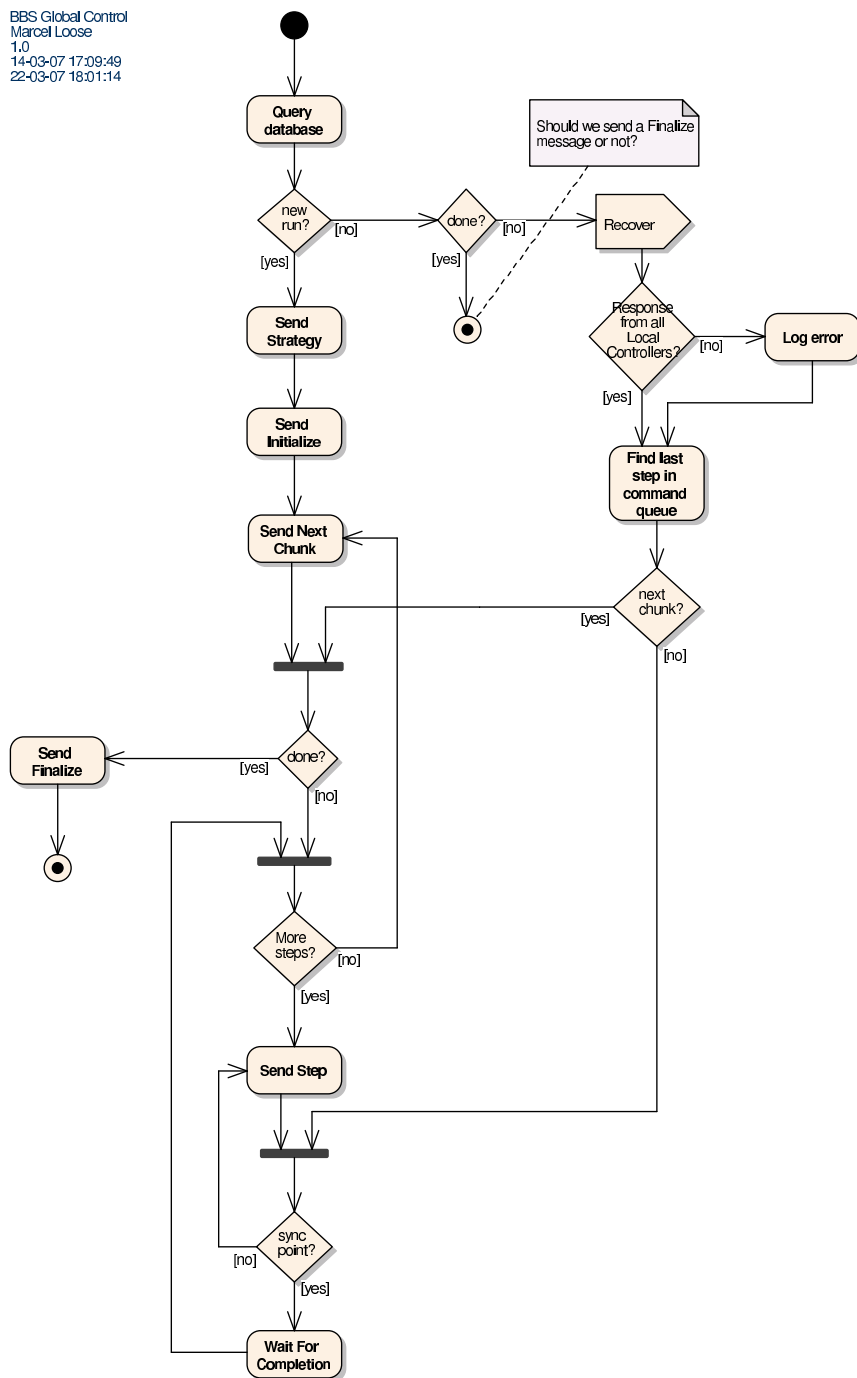 BBS Global Control
Marcel Loose
1.0
14-03-07 17:09:49
22-03-07 18:01:14
Query
database
Should we send a Finalize
message or not?
new
run?
[no]
[yes]
done?
[no]
[yes]
Recover
Send
Strategy
Response
from all
Local
Controllers?
[no]
[yes]
Log error
Send
Initialize
Find last
step in
command
queue
Send Next
Chunk
next
chunk?
[yes]
[no]
done?
[yes]
[no]
Send
Finalize
More
steps?
[no]
[yes]
Send Step
sync
point?
[no]
[yes]
Wait For
Completion